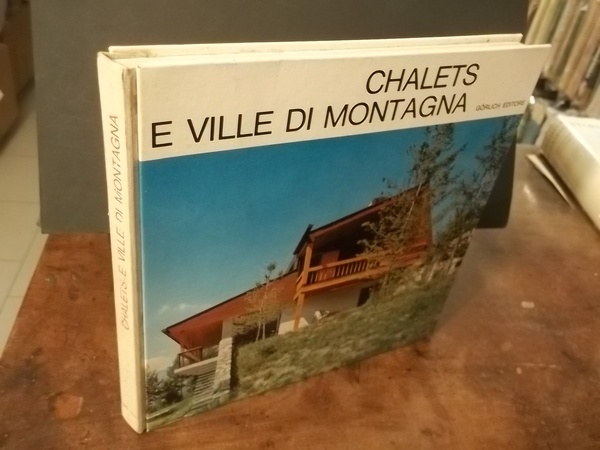 CHALETS
E VILLE DI MONTAGNA
GÖRLICH EDITORE
CHALETS E VILLE DI MONTAGNA